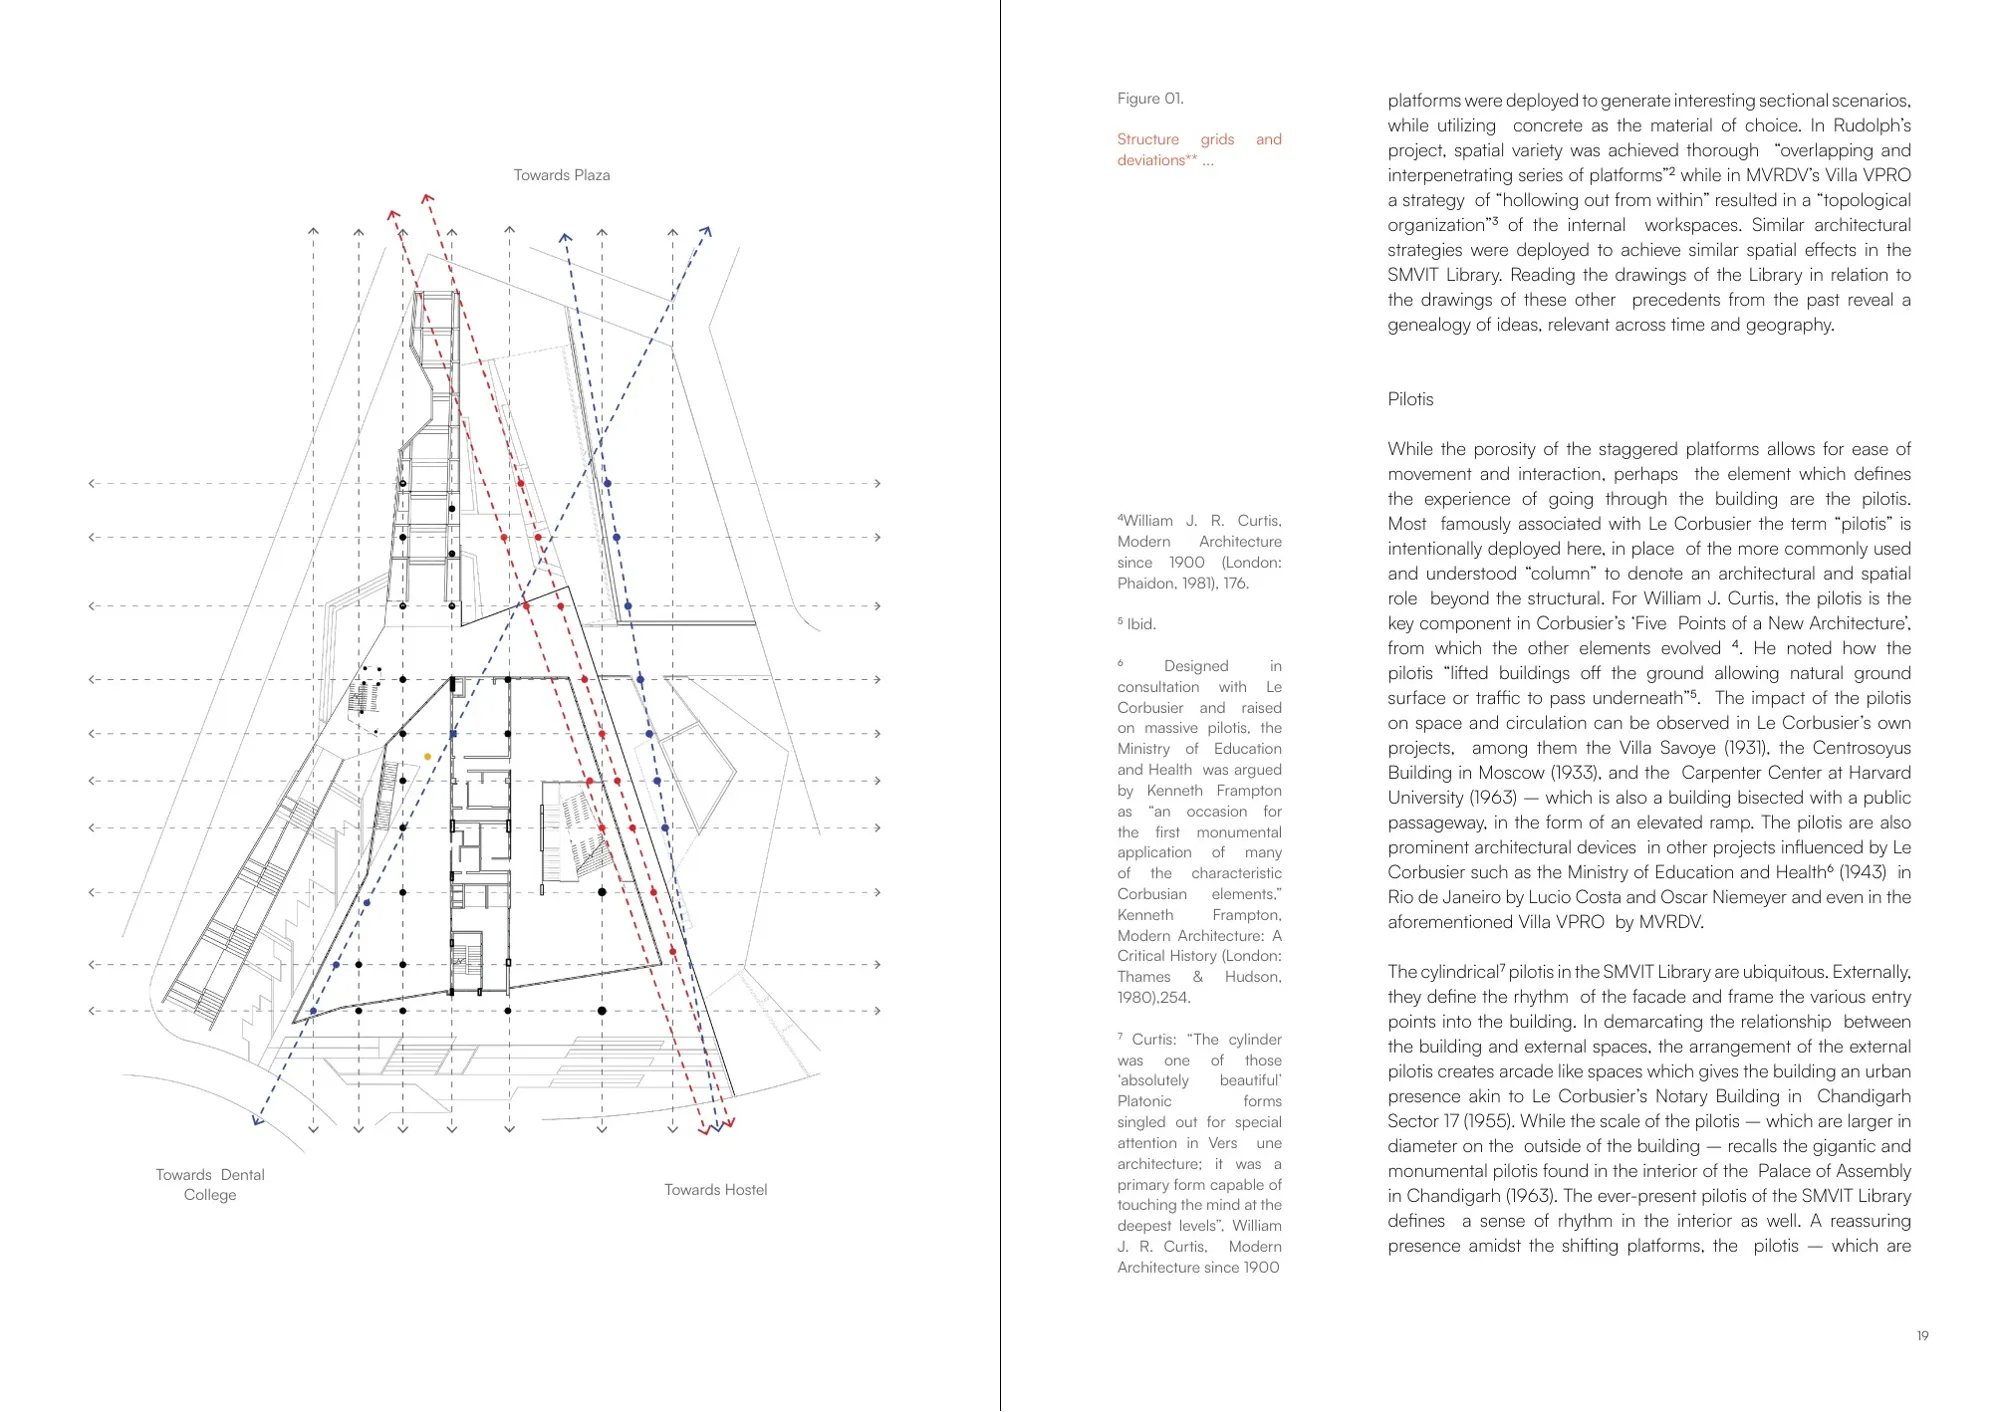 Towards Plaza
Towards Dental
College
Towards Hostel
Figure 01.
Structure grids and
deviations** ...
⁴William J. R. Curtis,
Modern Architecture
since 1900 (London:
Phaidon, 1981), 176.
⁵ Ibid.
⁶ Designed in
consultation with Le
Corbusier and raised
on massive pilotis, the
Ministry of Education
and Health was argued
by Kenneth Frampton
as “an occasion for
the first monumental
application of many
of the characteristic
Corbusian elements,”
Kenneth Frampton,
Modern Architecture: A
Critical History (London:
Thames & Hudson,
1980),254.
⁷ Curtis: “The cylinder
was one of those
‘absolutely beautiful’
Platonic forms
singled out for special
attention in Vers une
architecture; it was a
primary form capable of
touching the mind at the
deepest levels”, William
J. R. Curtis, Modern
Architecture since 1900
platforms were deployed to generate interesting sectional scenarios,
while utilizing concrete as the material of choice. In Rudolph’s
project, spatial variety was achieved thorough “overlapping and
interpenetrating series of platforms”² while in MVRDV’s Villa VPRO
a strategy of “hollowing out from within” resulted in a “topological
organization”³ of the internal workspaces. Similar architectural
strategies were deployed to achieve similar spatial effects in the
SMVIT Library. Reading the drawings of the Library in relation to
the drawings of these other precedents from the past reveal a
genealogy of ideas, relevant across time and geography.
Pilotis
While the porosity of the staggered platforms allows for ease of
movement and interaction, perhaps the element which defines
the experience of going through the building are the pilotis.
Most famously associated with Le Corbusier the term “pilotis” is
intentionally deployed here, in place of the more commonly used
and understood “column” to denote an architectural and spatial
role beyond the structural. For William J. Curtis, the pilotis is the
key component in Corbusier’s ‘Five Points of a New Architecture’,
from which the other elements evolved ⁴. He noted how the
pilotis “lifted buildings off the ground allowing natural ground
surface or traffic to pass underneath”⁵. The impact of the pilotis
on space and circulation can be observed in Le Corbusier’s own
projects, among them the Villa Savoye (1931), the Centrosoyus
Building in Moscow (1933), and the Carpenter Center at Harvard
University (1963) — which is also a building bisected with a public
passageway, in the form of an elevated ramp. The pilotis are also
prominent architectural devices in other projects influenced by Le
Corbusier such as the Ministry of Education and Health⁶ (1943) in
Rio de Janeiro by Lucio Costa and Oscar Niemeyer and even in the
aforementioned Villa VPRO by MVRDV.
The cylindrical⁷ pilotis in the SMVIT Library are ubiquitous. Externally,
they define the rhythm of the facade and frame the various entry
points into the building. In demarcating the relationship between
the building and external spaces, the arrangement of the external
pilotis creates arcade like spaces which gives the building an urban
presence akin to Le Corbusier’s Notary Building in Chandigarh
Sector 17 (1955). While the scale of the pilotis — which are larger in
diameter on the outside of the building — recalls the gigantic and
monumental pilotis found in the interior of the Palace of Assembly
in Chandigarh (1963). The ever-present pilotis of the SMVIT Library
defines a sense of rhythm in the interior as well. A reassuring
presence amidst the shifting platforms, the pilotis — which are
19